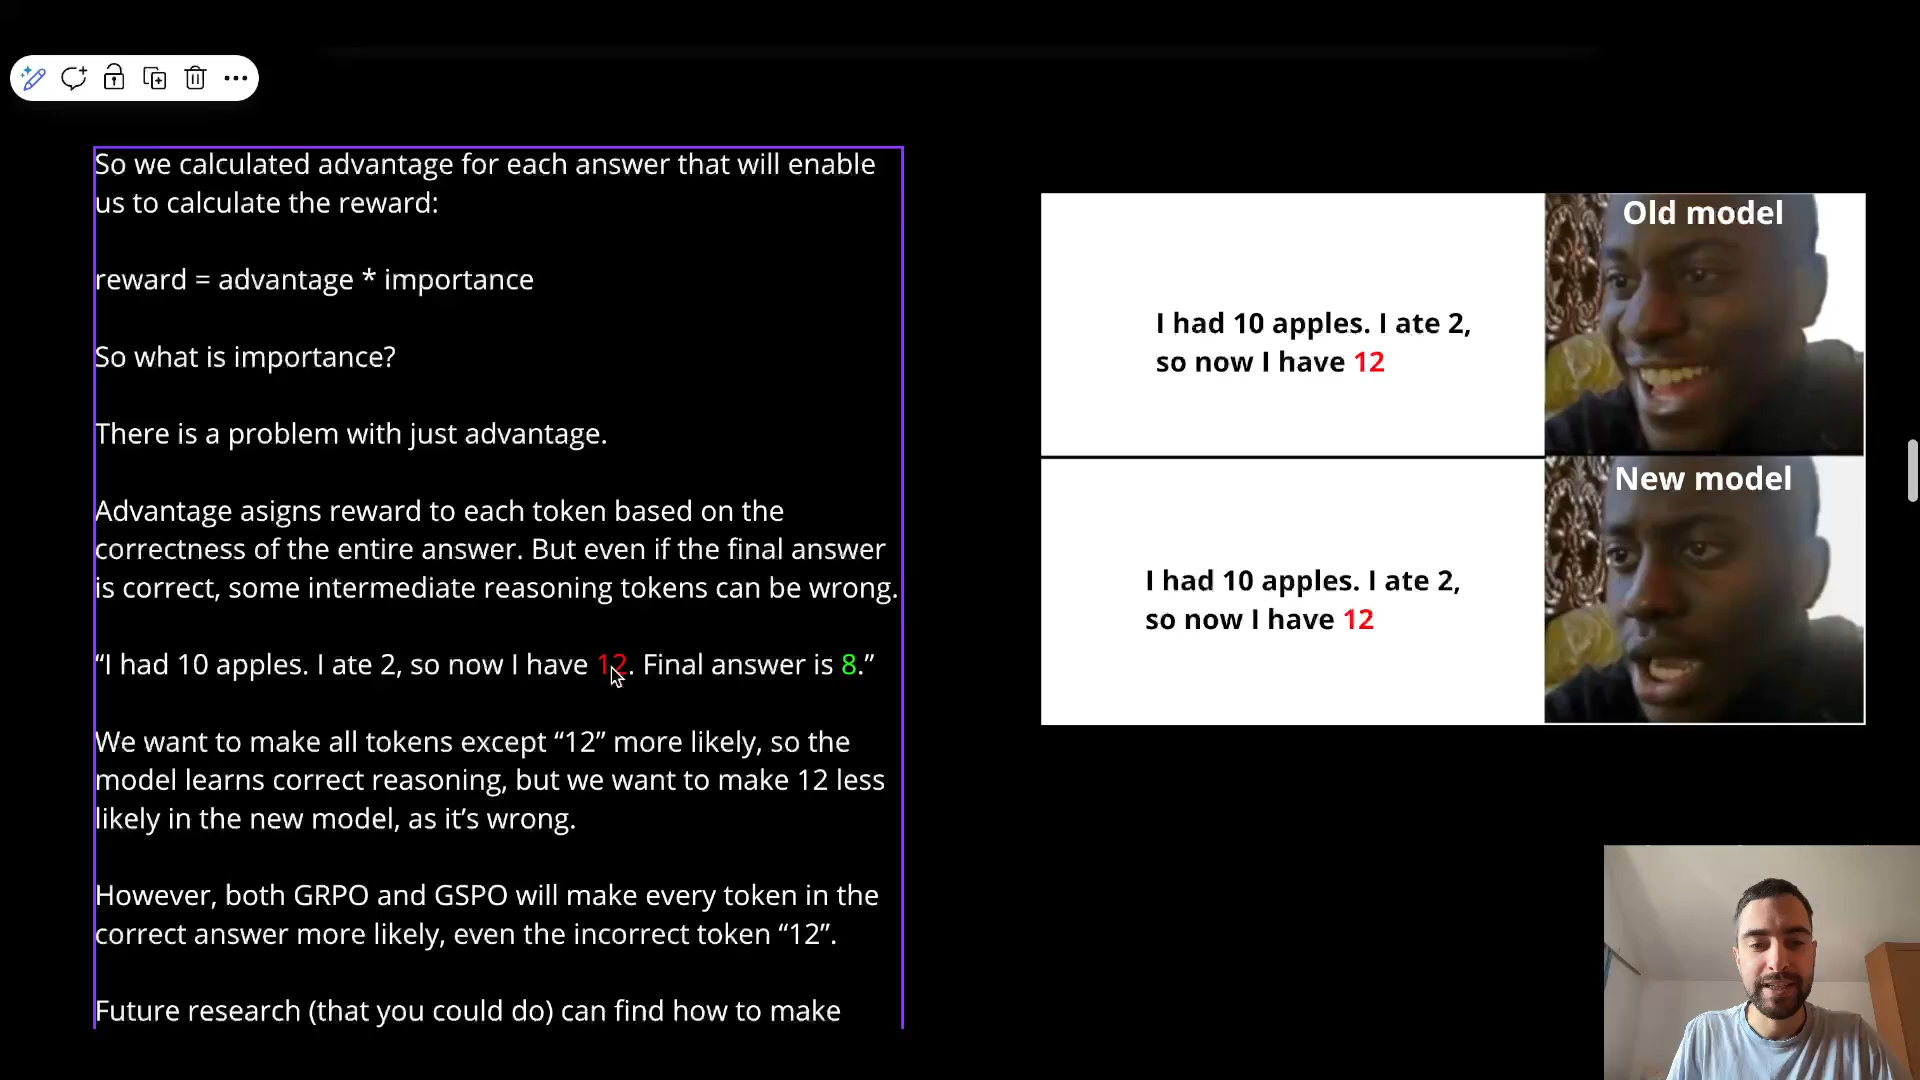 So we calculated advantage for each answer that will enable
us to calculate the reward:
reward = advantage * importance
So what is importance?
There is a problem with just advantage.
Advantage asigns reward to each token based on the
correctness of the entire answer. But even if the final answer
is correct, some intermediate reasoning tokens can be wrong.
“I had 10 apples. I ate 2, so now I have 12. Final answer is 8.”
We want to make all tokens except “12” more likely, so the
model learns correct reasoning, but we want to make 12 less
likely in the new model, as it’s wrong.
However, both GRPO and GSPO will make every token in the
correct answer more likely, even the incorrect token “12”.
Future research (that you could do) can find how to make
Old model
I had 10 apples. I ate 2,
so now I have 12
New model
I had 10 apples. I ate 2,
so now I have 12